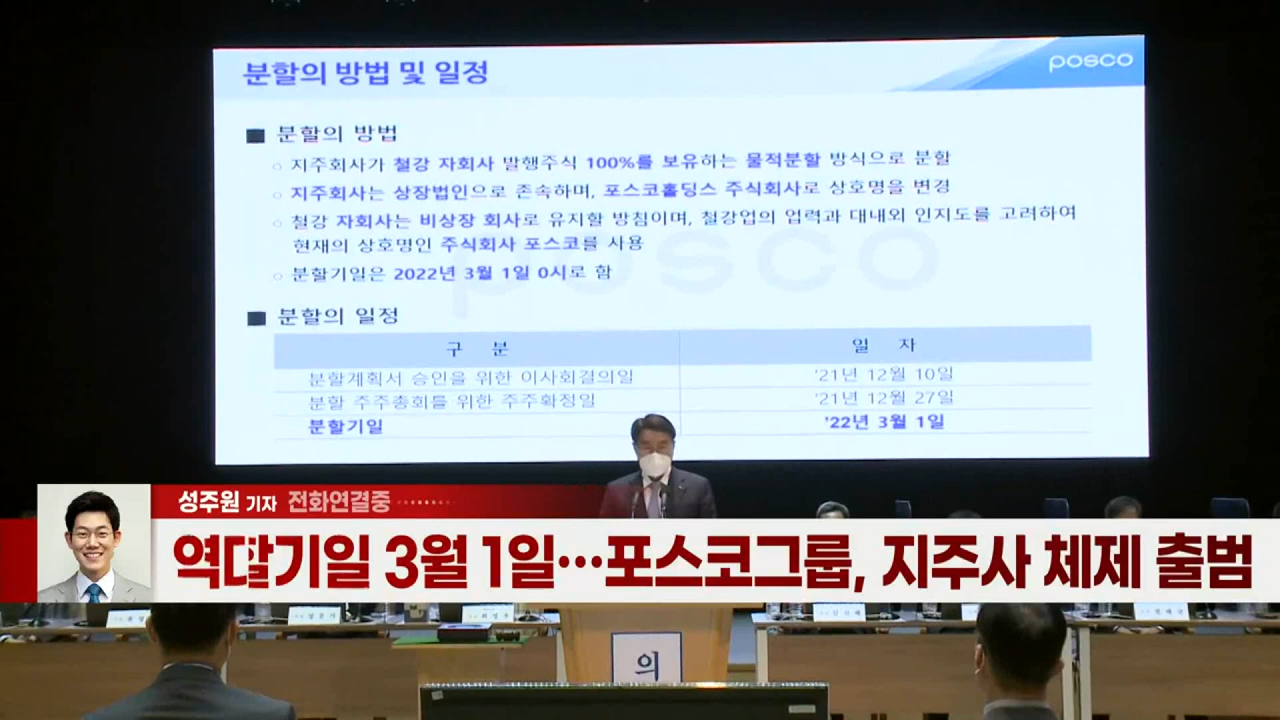 분할의 방법 및 일정
posco
■ 분할의 방법
○ 지주회사가 철강 자회사 발행주식 100%를 보유하는 물적분할 방식으로 분할
○ 지주회사는 상장법인으로 존속하며, 포스코홀딩스 주식회사로 상호명을 변경
○ 철강 자회사는 비상장 회사로 유지할 방침이며, 철강업의 업력과 대내외 인지도를 고려하여
현재의 상호명인 주식회사 포스코를 사용
○ 분할기일은 2022년 3월 1일 0시로 함
posco
■ 분할의 일정
구 분 일 자
분할계획서 승인을 위한 이사회결의일 '21년 12월 10일
분할 주주총회를 위한 주주확정일 '21년 12월 27일
분할기일 '22년 3월 1일
성주원 기자 전화연결중
기일 3월 1일…포스코그룹, 지주사 체제 출범
의